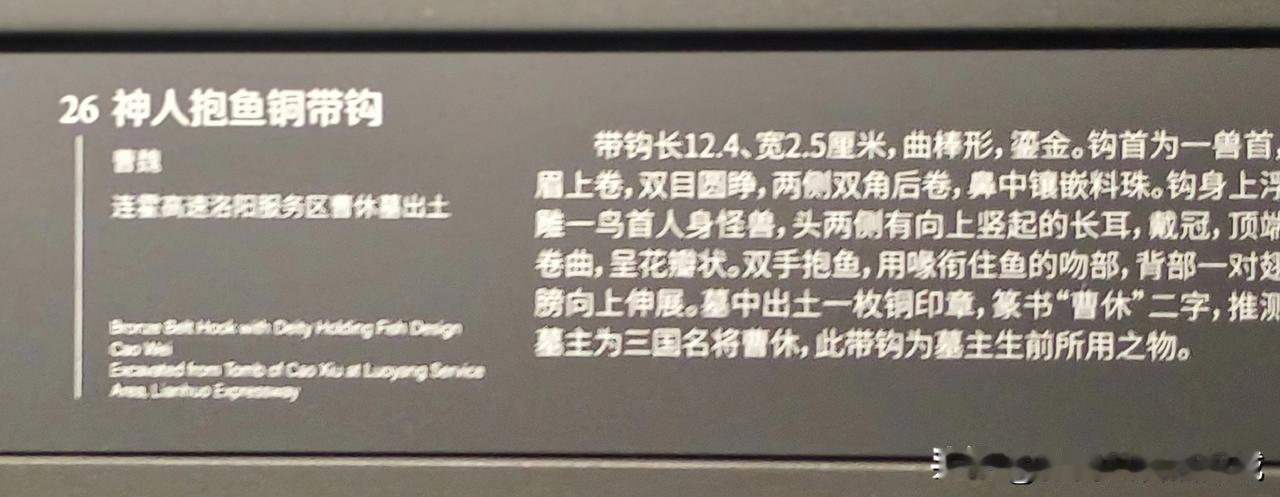 26 神人抱鱼铜带钩
曹魏
连霍高速洛阳服务区曹休墓出土
Bronze Belt Hook with Deity Holding Fish Design
Cao Wei
Excavated from Tomb of Cao Xiu at Luoyang Service
Area, Lianhuo Expressway
带钩长12.4、宽2.5厘米，曲棒形，鎏金。钩首为一兽首，
眉上卷，双目圆睁，两侧双角后卷，鼻中镶嵌料珠。钩身上浮
雕一鸟首人身怪兽，头两侧有向上竖起的长耳，戴冠，顶端
卷曲，呈花瓣状。双手抱鱼，用喙衔住鱼的吻部，背部一对翅
膀向上伸展。墓中出土一枚铜印章，篆书“曹休”二字，推测
墓主为三国名将曹休，此带钩为墓主生前所用之物。